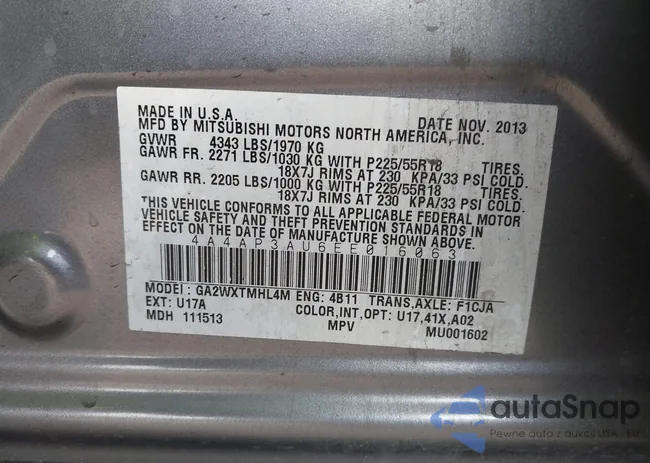 MADE IN U.S.A. DATE NOV. 2013
MFD BY MITSUBISHI MOTORS NORTH AMERICA, INC.
GVWR 4343 LBS/1970 KG
GAWR FR. 2271 LBS/1030 KG WITH P225/55R18 TIRES
18X7J RIMS AT 230 KPA/33 PSI COLD.
GAWR RR. 2205 LBS/1000 KG WITH P225/55R18 TIRES
18X7J RIMS AT 230 KPA/33 PSI COLD.
THIS VEHICLE CONFORMS TO ALL APPLICABLE FEDERAL MOTOR
VEHICLE SAFETY AND THEFT PREVENTION STANDARDS IN
EFFECT ON THE DATE OF MANUFACTURE SHOWN ABOVE.
4A4AP3AU6EE016063
MODEL: GA2WXTMHL4M ENG: 4B11 TRANS,AXLE: F1CJA
EXT: U17A COLOR,INT,OPT: U17,41X,A02
MDH 111513 MPV MU001602
autaSnap
Pewne auto z aukcji USA - EU